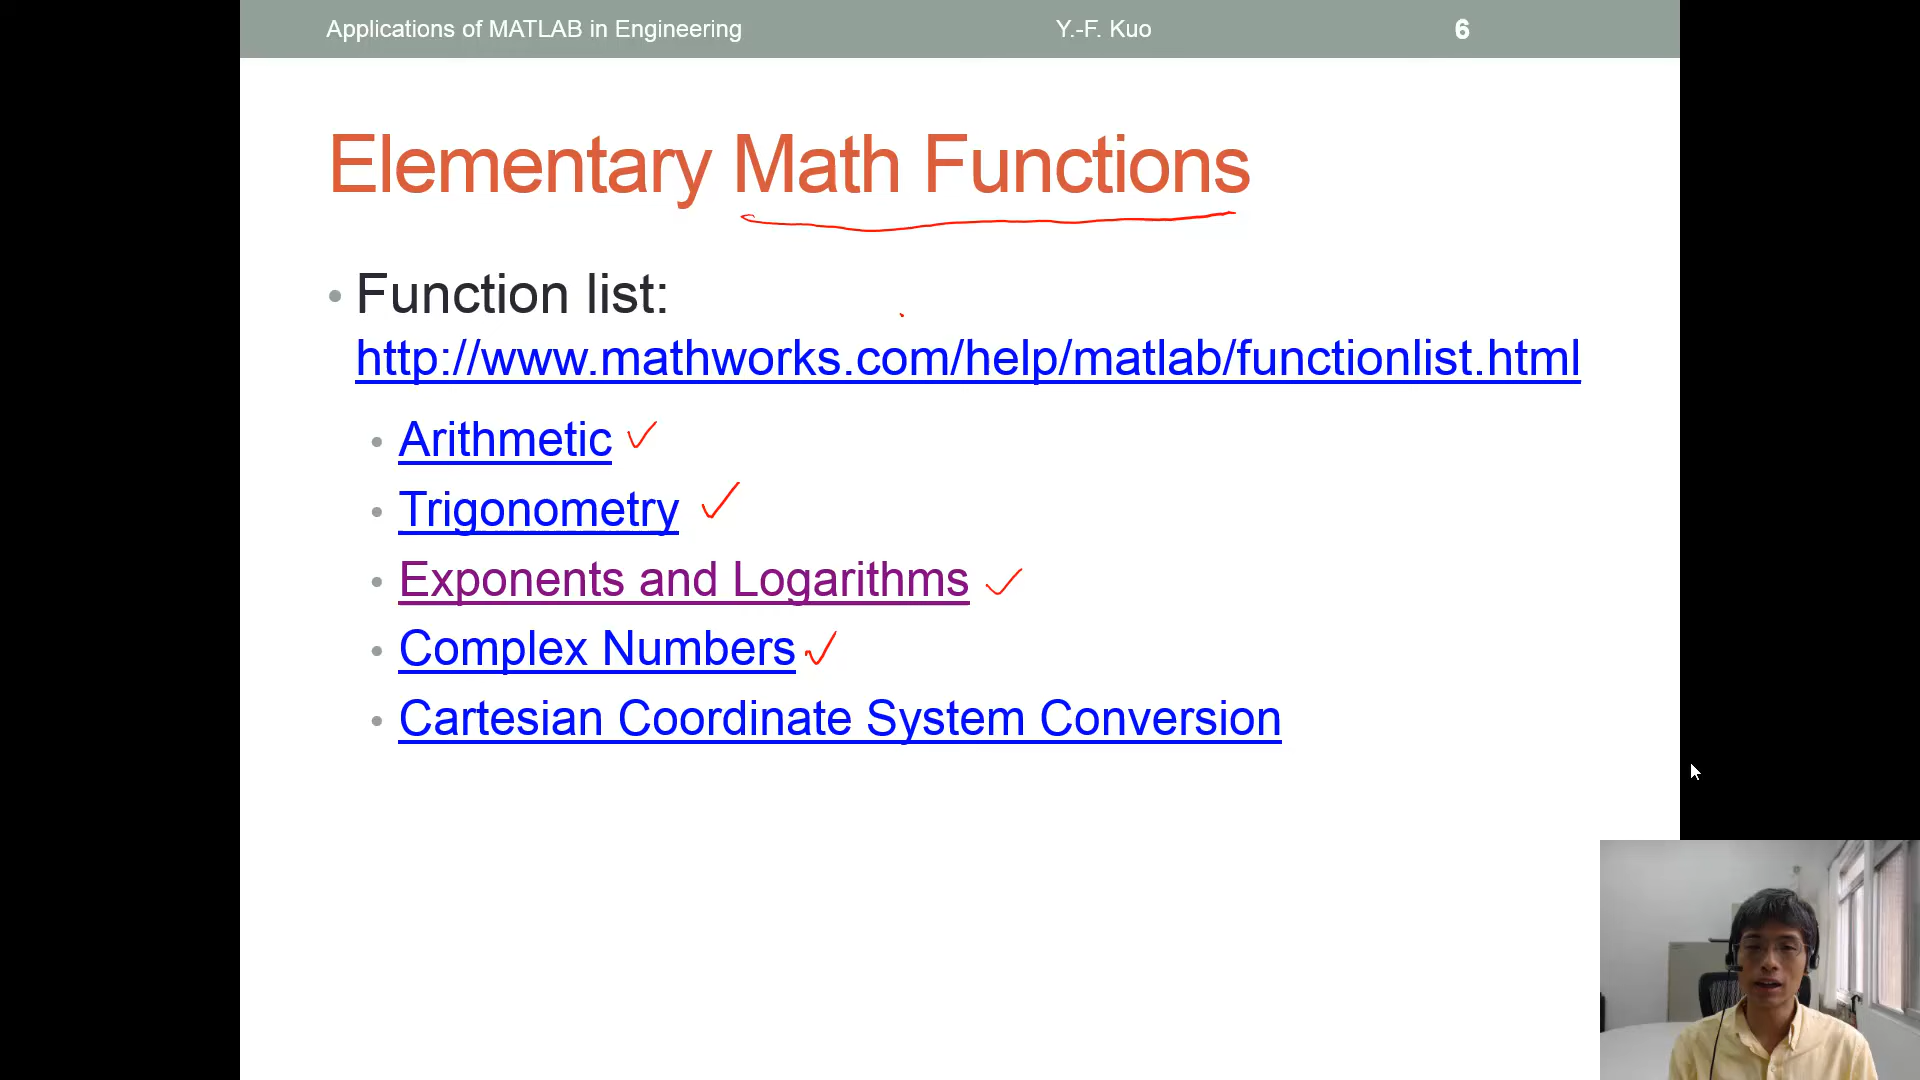 Applications of MATLAB in Engineering Y.-F. Kuo 6
Elementary Math Functions
• Function list:
http://www.mathworks.com/help/matlab/functionlist.html
• Arithmetic ✓
• Trigonometry ✓
• Exponents and Logarithms ✓
• Complex Numbers ✓
• Cartesian Coordinate System Conversion